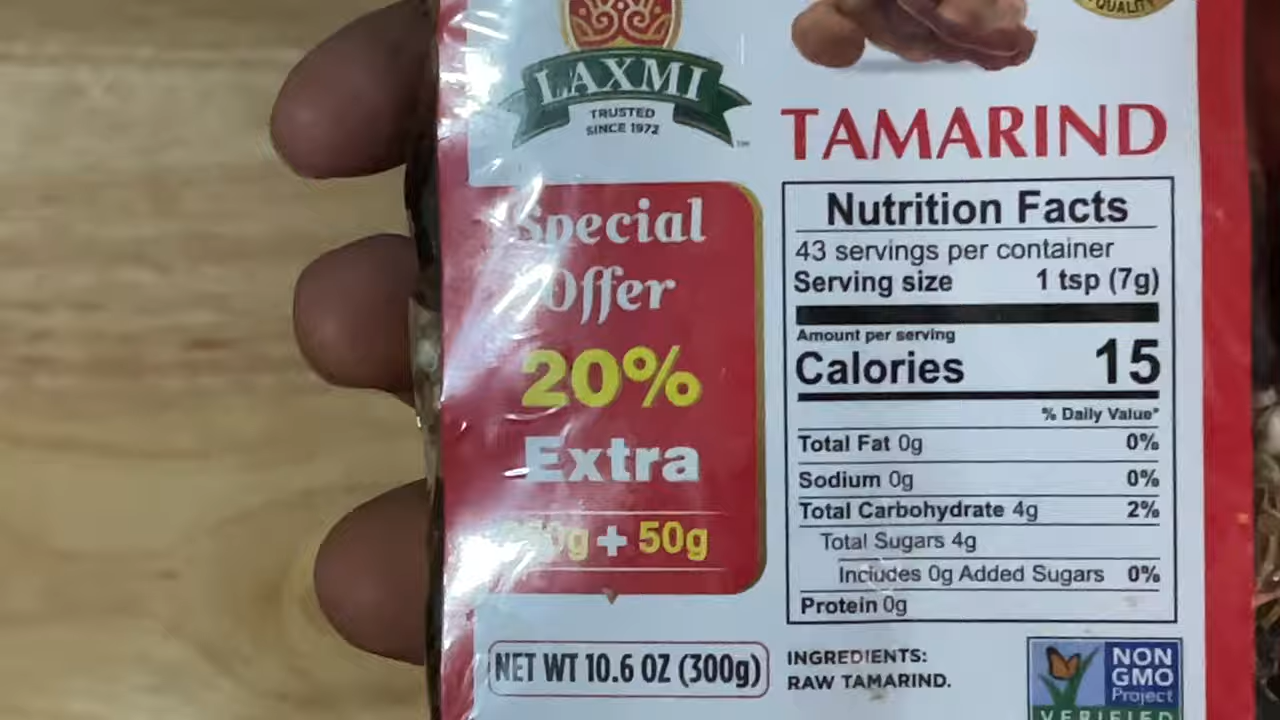 QUALITY
LAXMI
TRUSTED
SINCE 1972
TM
TAMARIND
Special
Offer
20%
Extra
+ 50g
NET WT 10.6 OZ (300g)
Nutrition Facts
43 servings per container
Serving size 1 tsp (7g)
Amount per serving
Calories 15
% Daily Value*
Total Fat 0g 0%
Sodium 0g 0%
Total Carbohydrate 4g 2%
Total Sugars 4g
Includes 0g Added Sugars 0%
Protein 0g
INGREDIENTS:
RAW TAMARIND.
NON
GMO
Project
VERIFIED